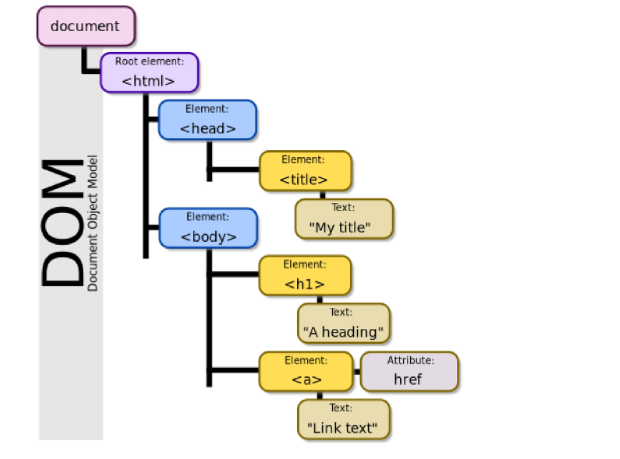 document
Root element:
<html>
Element:
<head>
Element:
<title>
Text:
"My title"
Element:
<body>
Element:
<h1>
Text:
"A heading"
Element:
<a>
Attribute:
href
Text:
"Link text"
DOM
Document Object Model